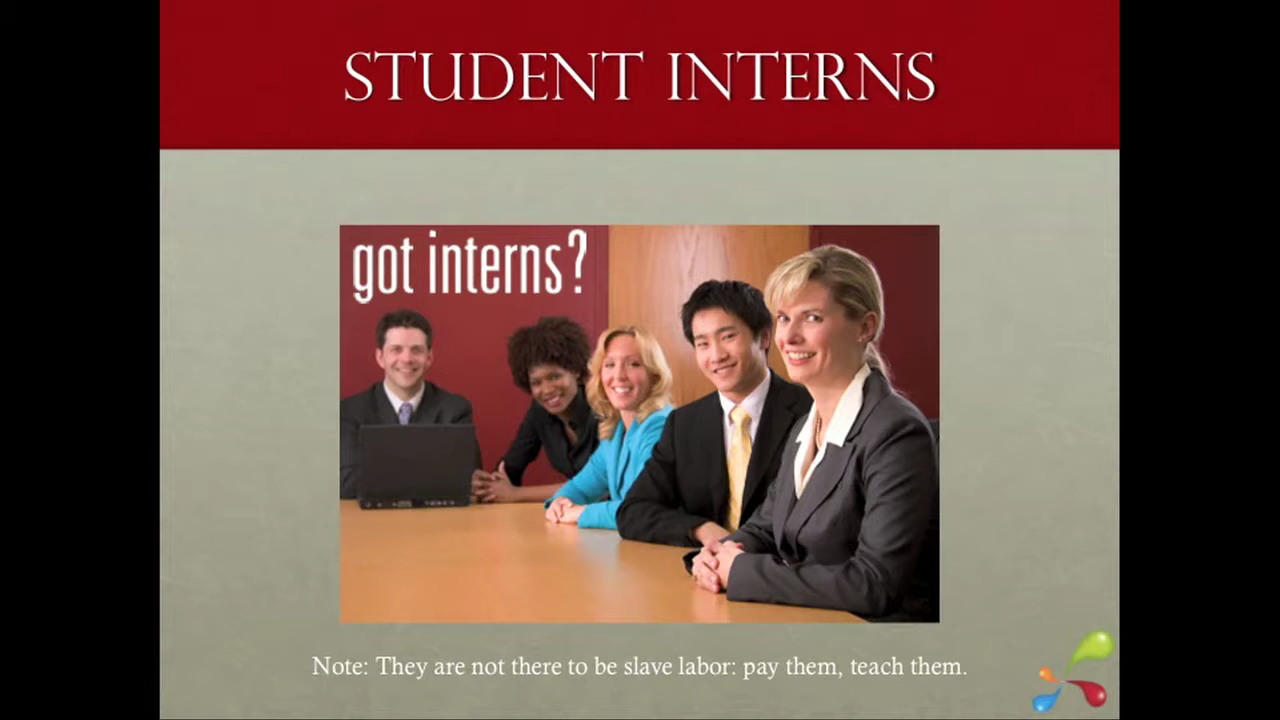 STUDENT INTERNS
got interns?
Note: They are not there to be slave labor: pay them, teach them.